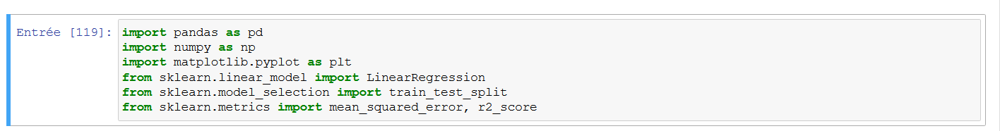 Entrée [119]: import pandas as pd
import numpy as np
import matplotlib.pyplot as plt
from sklearn.linear_model import LinearRegression
from sklearn.model_selection import train_test_split
from sklearn.metrics import mean_squared_error, r2_score